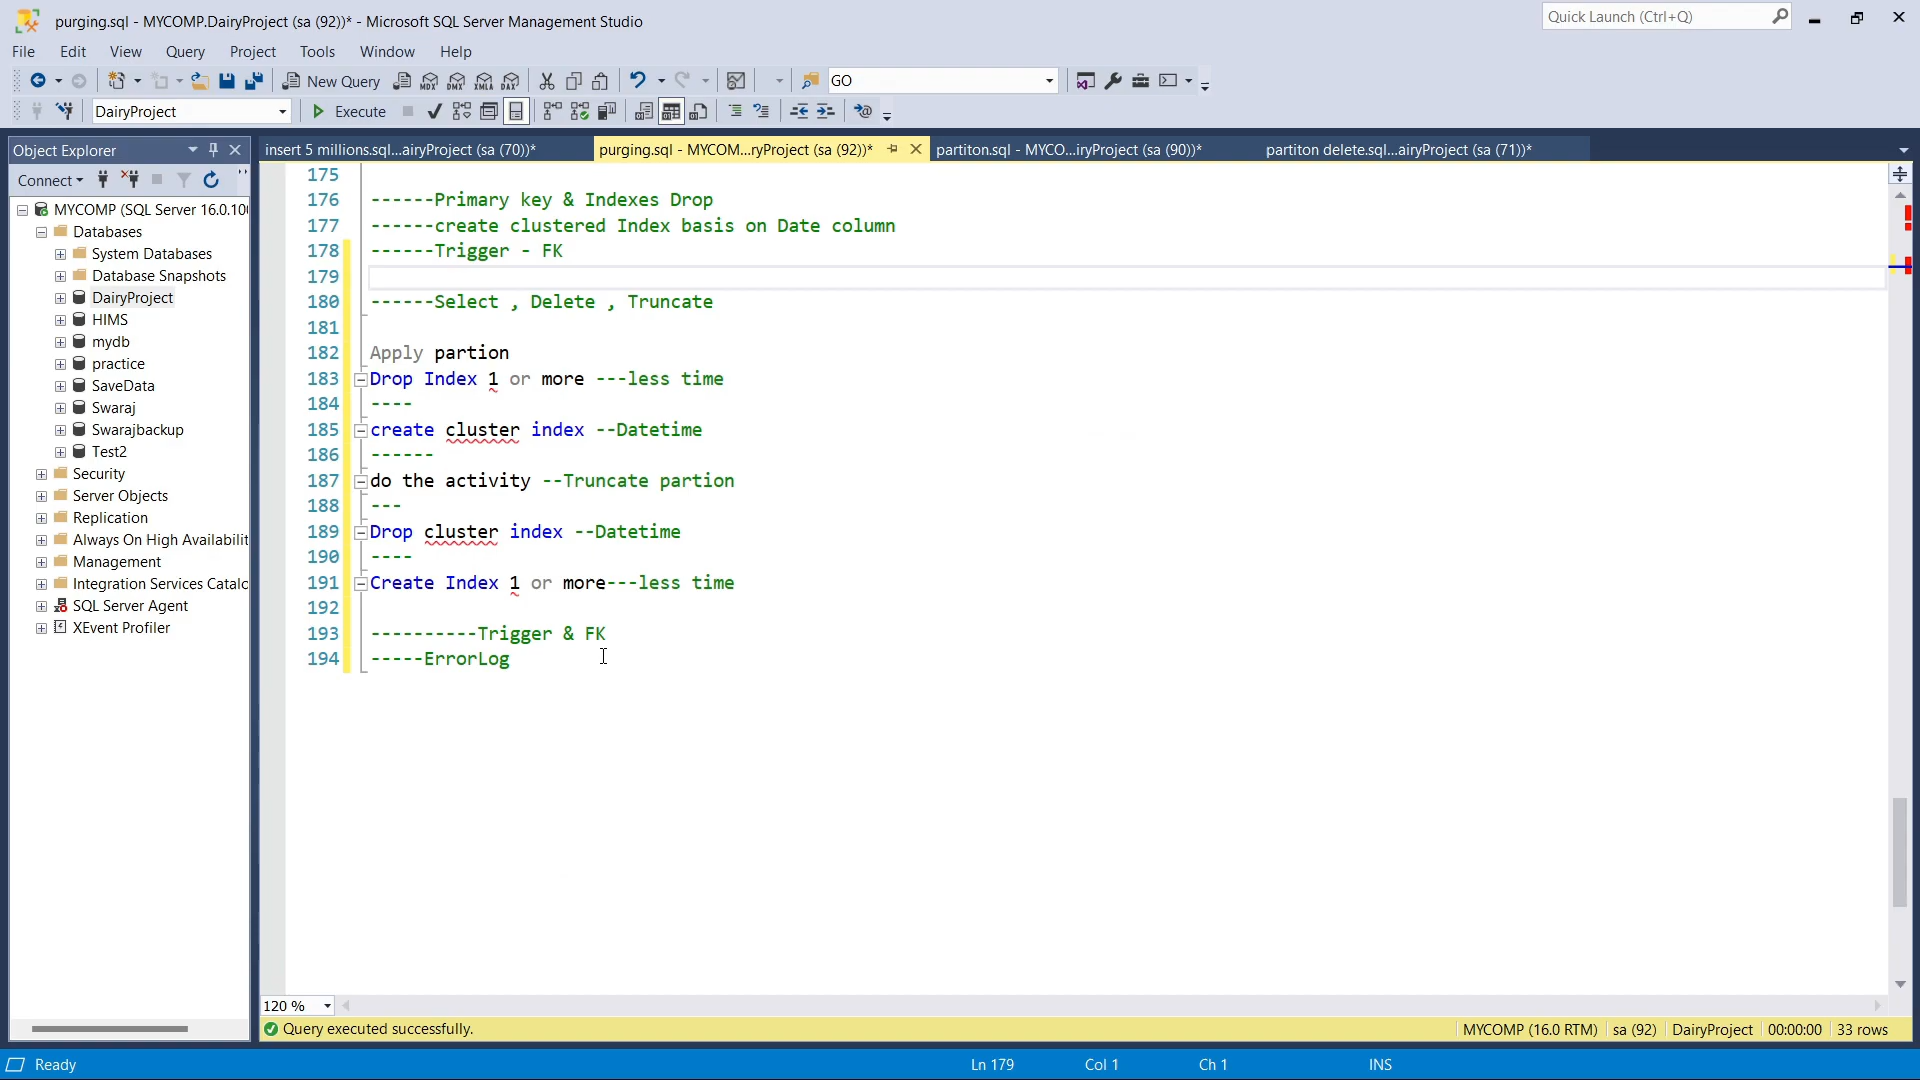 purging.sql - MYCOMP.DairyProject (sa (92))* - Microsoft SQL Server Management Studio
Quick Launch (Ctrl+Q)
File Edit View Query Project Tools Window Help
New Query MDX DMX XMLA DAX GO
DairyProject Execute
Object Explorer
insert 5 millions.sql...airyProject (sa (70))* purging.sql - MYCOM...ryProject (sa (92))* partiton.sql - MYCO...iryProject (sa (90))* partiton delete.sql...airyProject (sa (71))*
Connect
MYCOMP (SQL Server 16.0.10
Databases
System Databases
Database Snapshots
DairyProject
HIMS
mydb
practice
SaveData
Swaraj
Swarajbackup
Test2
Security
Server Objects
Replication
Always On High Availabilit
Management
Integration Services Catalo
SQL Server Agent
XEvent Profiler
175
176 ------Primary key & Indexes Drop
177 ------create clustered Index basis on Date column
178 ------Trigger - FK
179
180 ------Select , Delete , Truncate
181
182 Apply partion
183 Drop Index 1 or more ---less time
184 ----
185 create cluster index --Datetime
186 ------
187 do the activity --Truncate partion
188 ---
189 Drop cluster index --Datetime
190 ----
191 Create Index 1 or more---less time
192
193 ----------Trigger & FK
194 -----ErrorLog
120 %
Query executed successfully. MYCOMP (16.0 RTM) sa (92) DairyProject 00:00:00 33 rows
Ready Ln 179 Col 1 Ch 1 INS